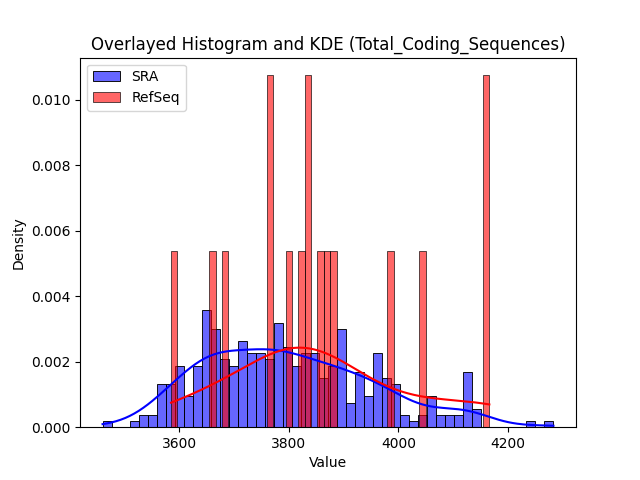 Overlayed Histogram and KDE (Total_Coding_Sequences)
SRA
RefSeq
0.010
0.008
0.006
0.004
0.002
0.000
Density
3600 3800 4000 4200
Value